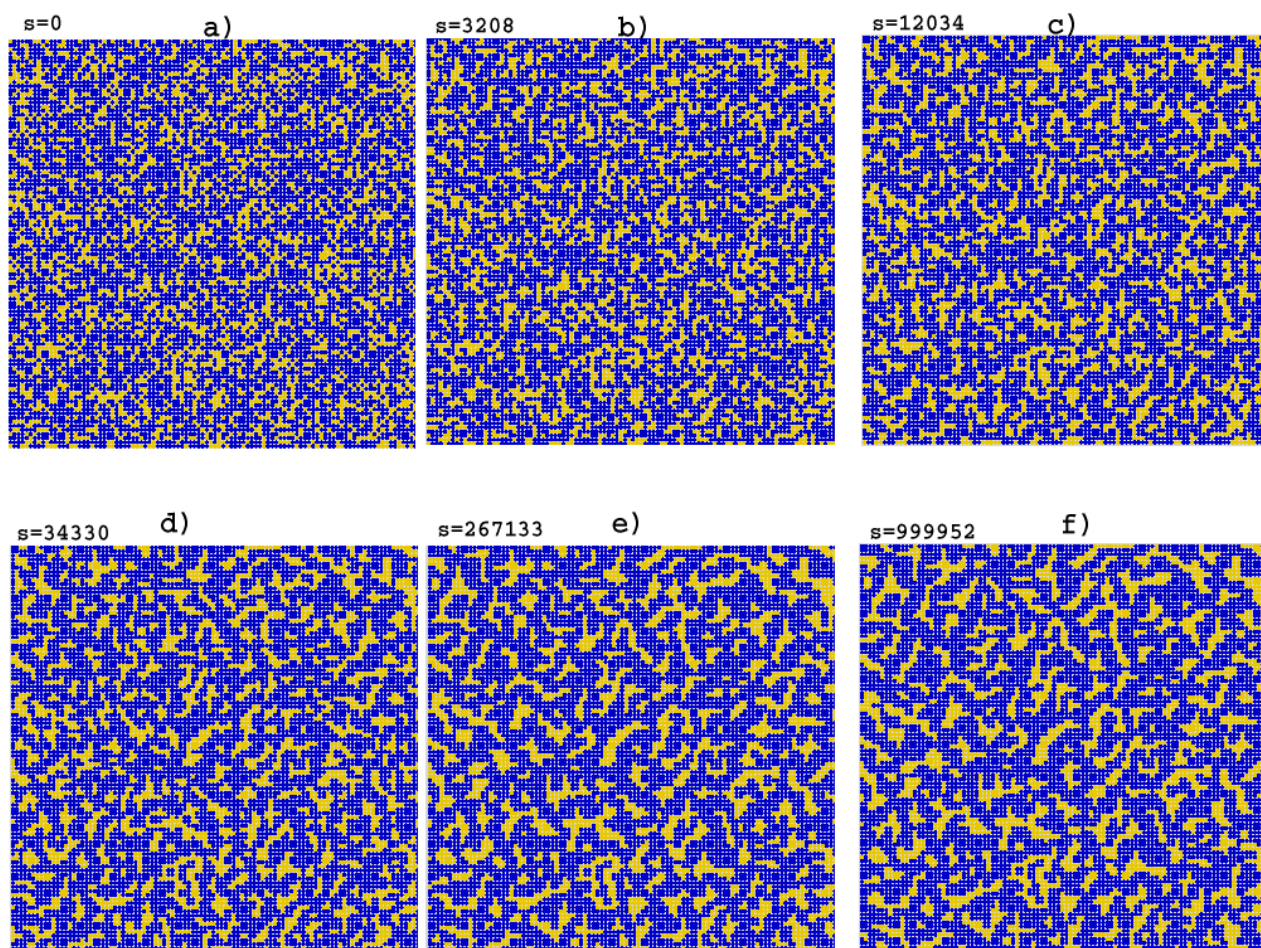 s=0 a)
s=3208 b)
s=12034 c)
s=34330 d)
s=267133 e)
s=999952 f)